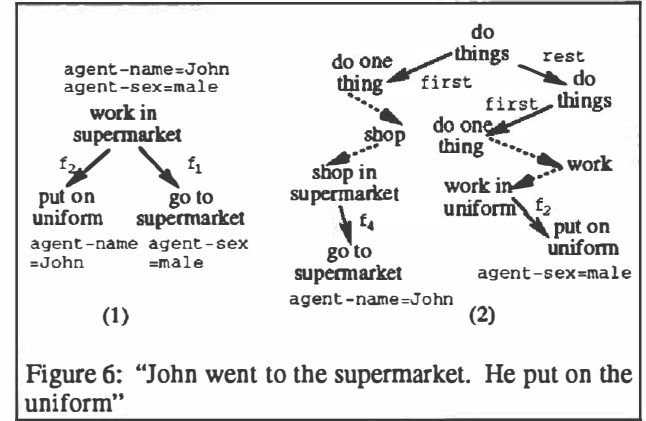 agent-name=John
agent-sex=male
work in
supermarket
f₂
f₁
put on
uniform
go to
supermarket
agent-name
=John
agent-sex
=male
(1)
do
things
do one
thing
first
rest
do
things
first
do one
thing
shop
work
shop in
supermarket
work in
uniform
f₂
f₄
put on
uniform
go to
supermarket
agent-sex=male
agent-name=John
(2)
Figure 6: “John went to the supermarket. He put on the
uniform”